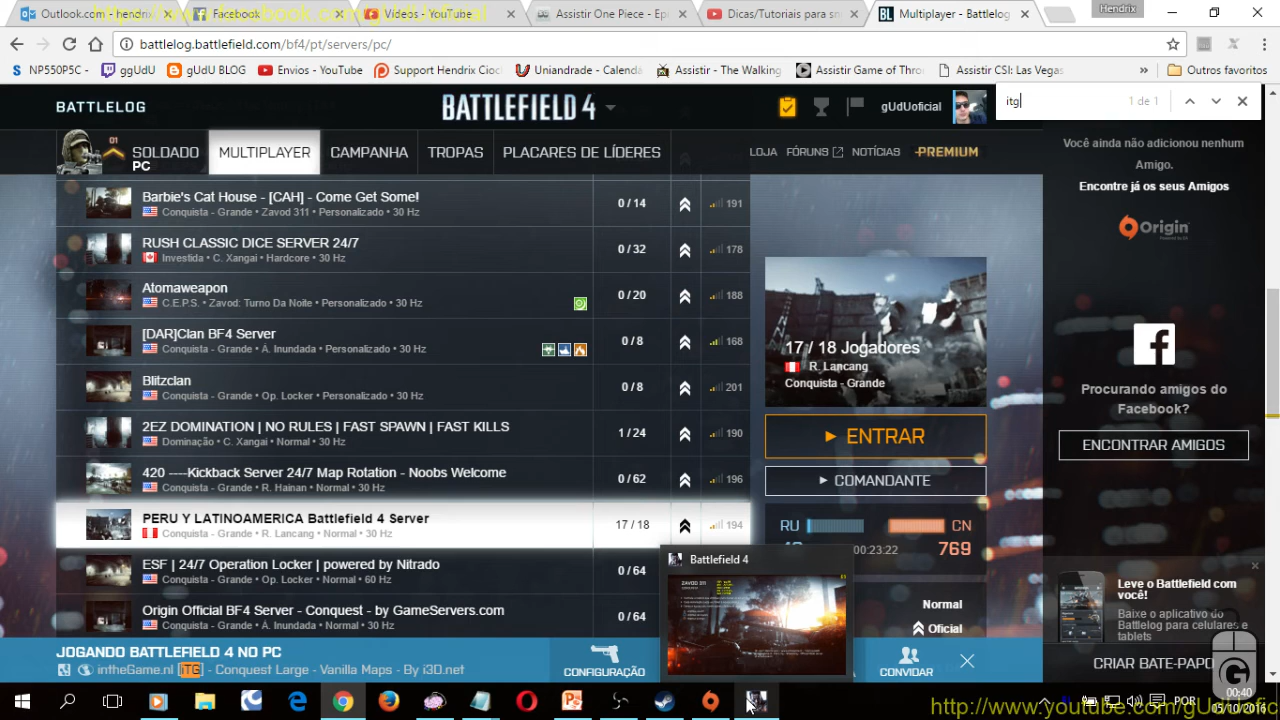 Outlook.com - hendrix
Facebook
Vídeos - YouTube
Assistir One Piece - Epi
Dicas/Tutoriais para sni
Multiplayer - Battlelog
Hendrix
battlelog.battlefield.com/bf4/pt/servers/pc/
NP550P5C -
ggUdU
gUdU BLOG
Envios - YouTube
Support Hendrix Cioc
Uniandrade - Calenda
Assistir - The Walking
Assistir Game of Thro
Assistir CSI: Las Vegas
»
Outros favoritos
itg
1 de 1
BATTLELOG
BATTLEFIELD 4
gUdUoficial
01
SOLDADO
PC
MULTIPLAYER
CAMPANHA
TROPAS
PLACARES DE LÍDERES
LOJA
FÓRUNS
NOTÍCIAS
PREMIUM
Barbie's Cat House - [CAH] - Come Get Some!
Conquista - Grande • Zavod 311 • Personalizado • 30 Hz
0 / 14
191
RUSH CLASSIC DICE SERVER 24/7
Investida • C. Xangai • Hardcore • 30 Hz
0 / 32
178
Atomaweapon
C.E.P.S. • Zavod: Turno Da Noite • Personalizado • 30 Hz
0 / 20
188
[DAR]Clan BF4 Server
Conquista - Grande • Á. Inundada • Personalizado • 30 Hz
0 / 8
168
Blitzclan
Conquista - Grande • Op. Locker • Personalizado • 30 Hz
0 / 8
201
2EZ DOMINATION | NO RULES | FAST SPAWN | FAST KILLS
Dominação • C. Xangai • Normal • 30 Hz
1 / 24
190
420 ----Kickback Server 24/7 Map Rotation - Noobs Welcome
Conquista - Grande • R. Hainan • Normal • 30 Hz
0 / 62
196
PERU Y LATINOAMERICA Battlefield 4 Server
Conquista - Grande • R. Lancang • Normal • 30 Hz
17 / 18
194
ESF | 24/7 Operation Locker | powered by Nitrado
Conquista - Grande • Op. Locker • Normal • 60 Hz
0 / 64
Origin Official BF4 Server - Conquest - by GameServers.com
Conquista - Grande • Á. Inundada • Normal • 30 Hz
0 / 64
17 / 18 Jogadores
R. Lancang
Conquista - Grande
ENTRAR
COMANDANTE
RU
CN
00:23:22
769
Normal
Oficial
Battlefield 4
ZAVOD 311
Você ainda não adicionou nenhum
Amigo.
Encontre já os seus Amigos
Origin
Procurando amigos do
Facebook?
ENCONTRAR AMIGOS
Leve o Battlefield com
você!
Baixe o aplicativo do
Battlelog para celulares e
tablets
CRIAR BATE-PAPO
JOGANDO BATTLEFIELD 4 NO PC
intheGame.nl [ITG] - Conquest Large - Vanilla Maps - By i3D.net
CONFIGURAÇÃO
CONVIDAR
POR
00:40
05/10/2016